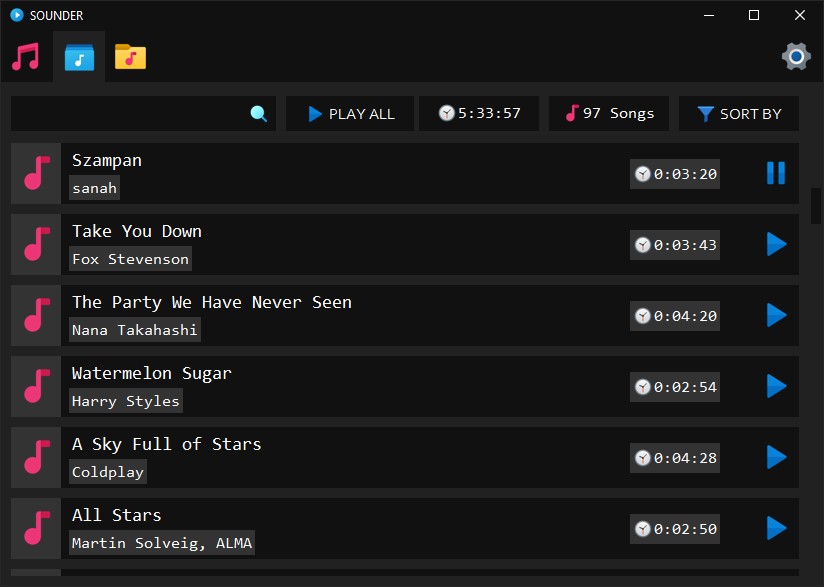 SOUNDER
PLAY ALL
5:33:57
97 Songs
SORT BY
Szampan
sanah
0:03:20
Take You Down
Fox Stevenson
0:03:43
The Party We Have Never Seen
Nana Takahashi
0:04:20
Watermelon Sugar
Harry Styles
0:02:54
A Sky Full of Stars
Coldplay
0:04:28
All Stars
Martin Solveig, ALMA
0:02:50